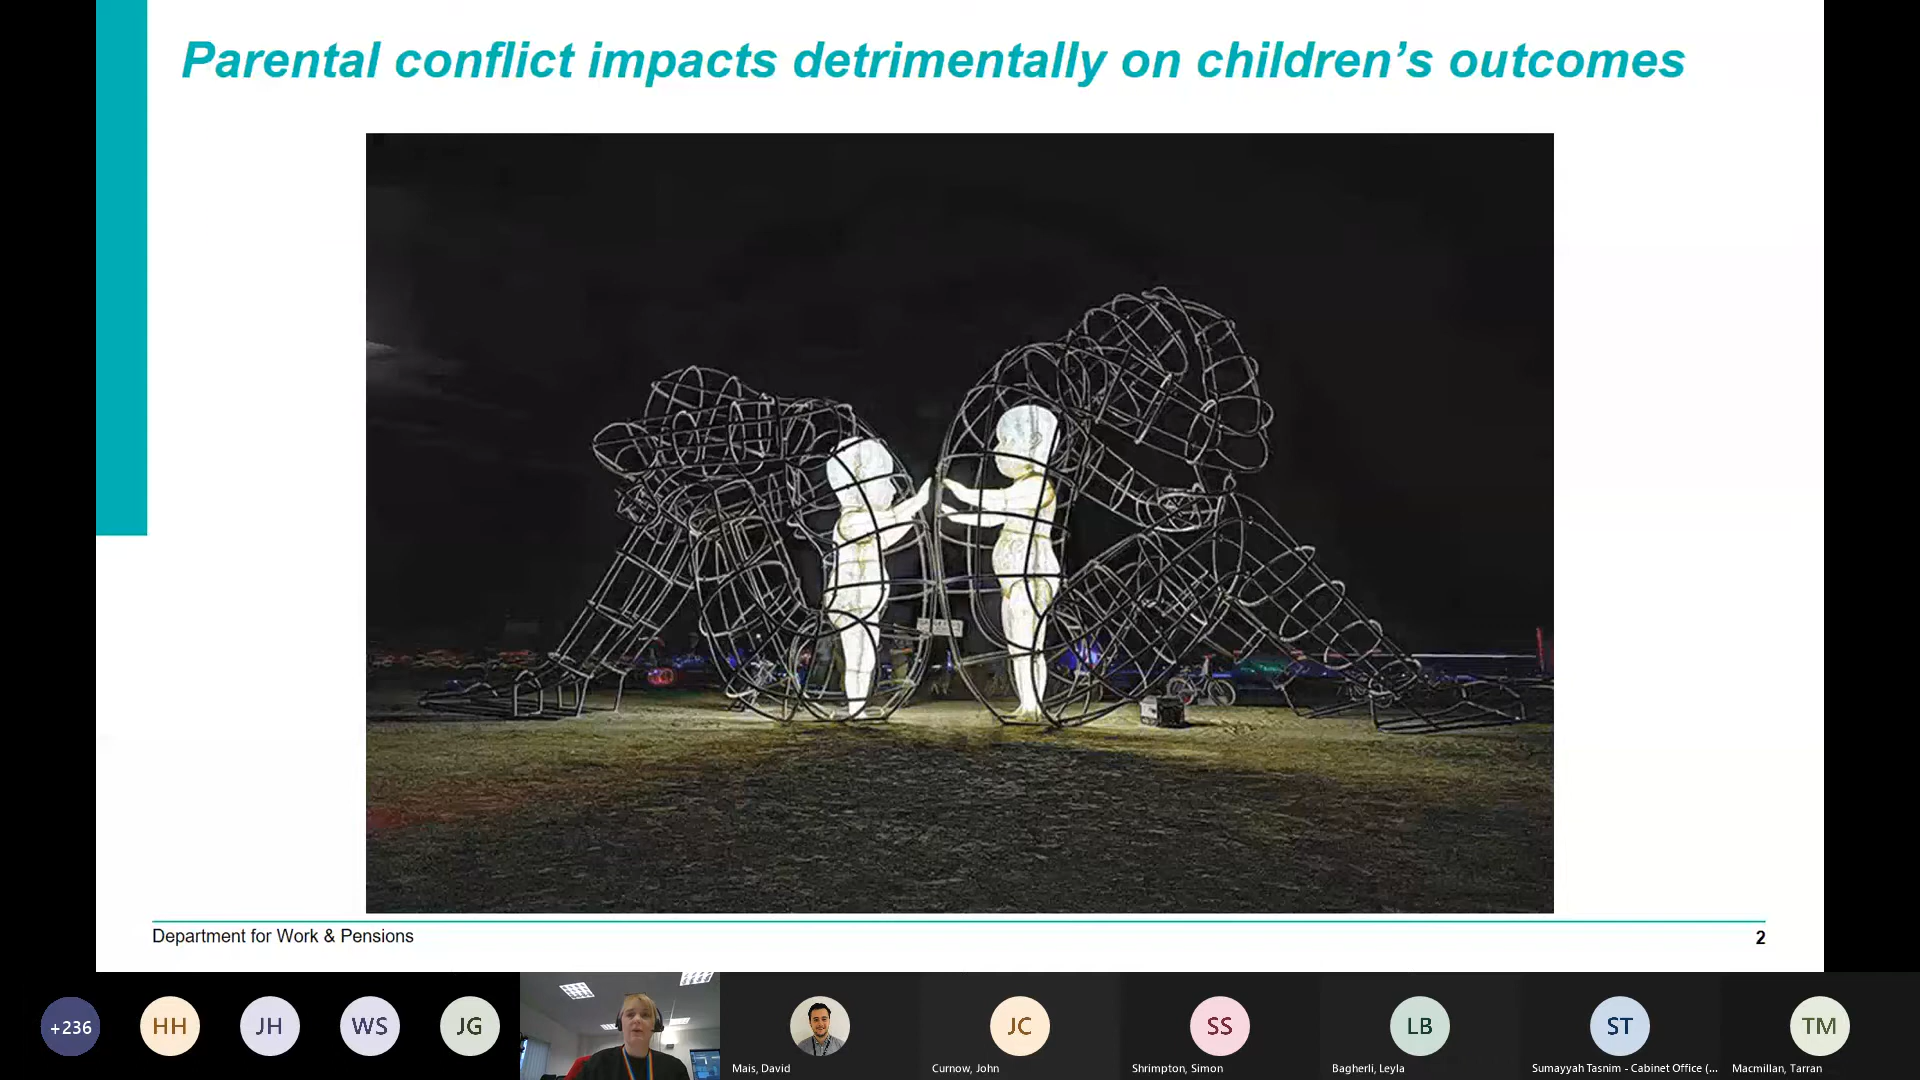 Parental conflict impacts detrimentally on children’s outcomes
Department for Work & Pensions
2
+236
HH
JH
WS
JG
JC
SS
LB
ST
TM
Mais, David
Curnow, John
Shrimpton, Simon
Bagherli, Leyla
Sumayyah Tasnim - Cabinet Office (...
Macmillan, Tarran